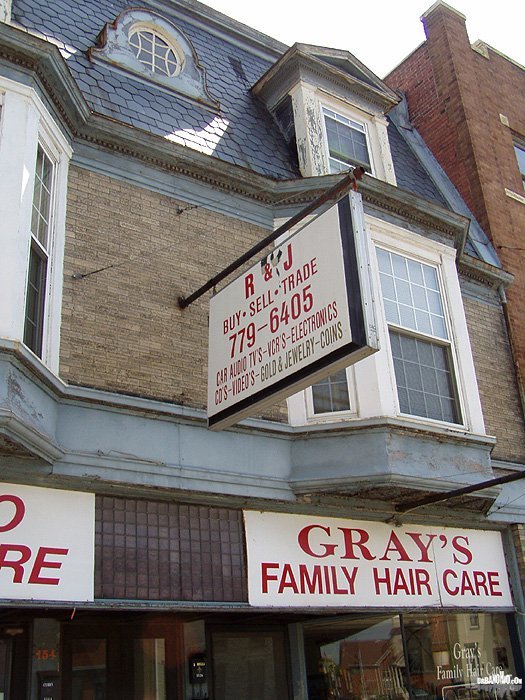 R & J
BUY • SELL • TRADE
779-6405
CAR AUDIO TV'S-VCR'S-ELECTRONICS
CD'S-VIDEO'S-GOLD & JEWELRY-COINS
O
RE
GRAY'S
FAMILY HAIR CARE
154
Gray's
Family Hair Care